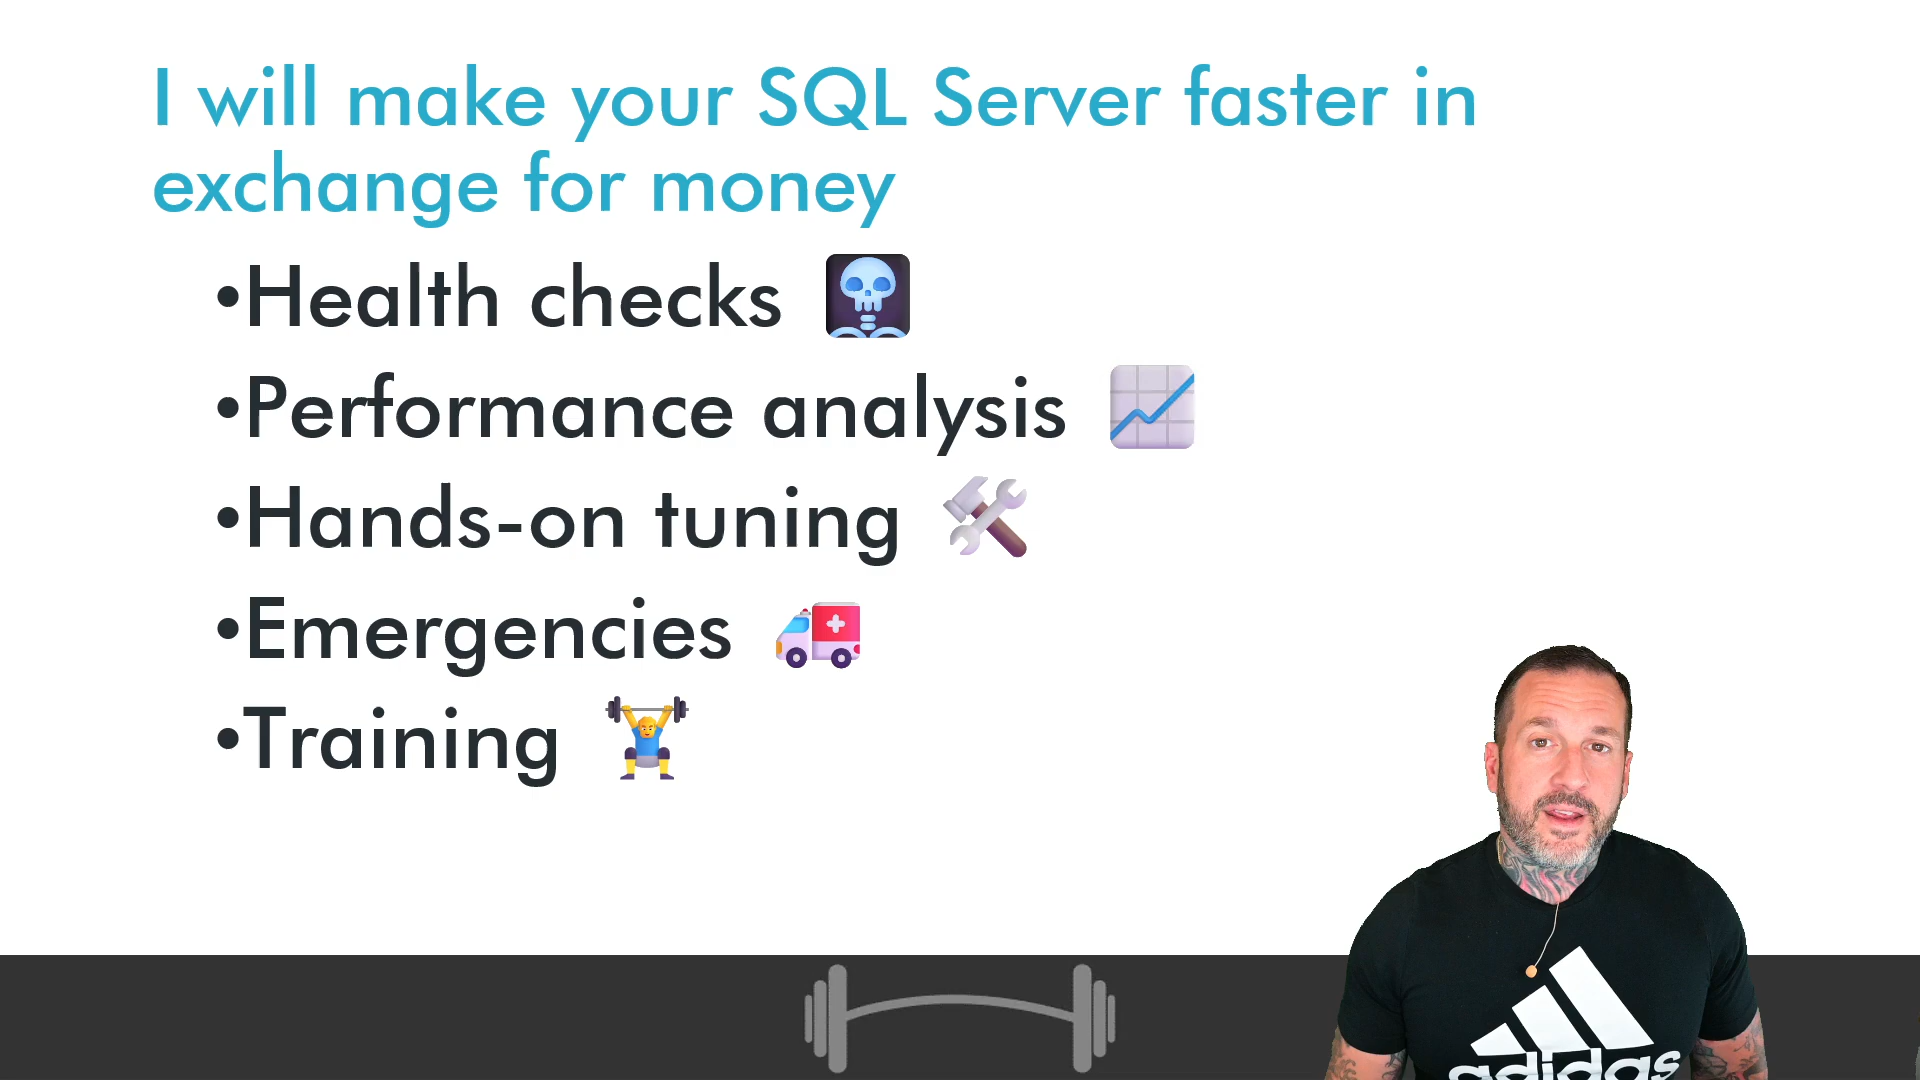 I will make your SQL Server faster in
exchange for money
•Health checks
•Performance analysis
•Hands-on tuning
•Emergencies
•Training
adidas